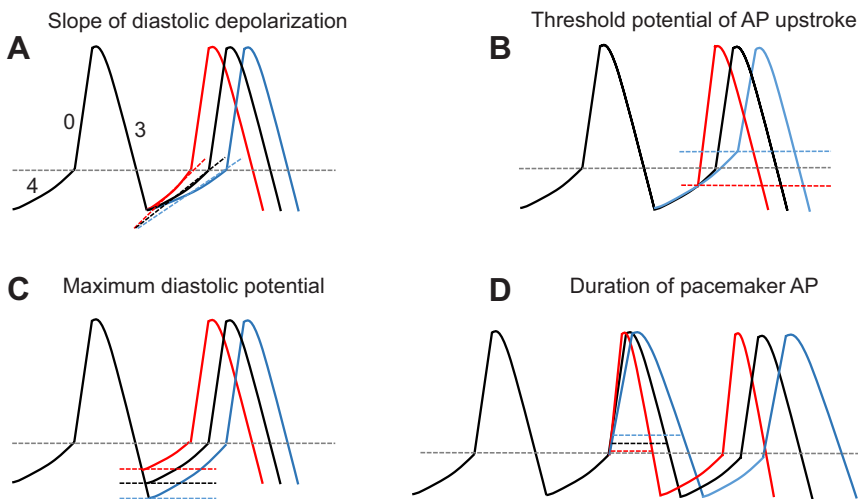 Slope of diastolic depolarization
A
0
3
4
Threshold potential of AP upstroke
B
C
Maximum diastolic potential
D
Duration of pacemaker AP